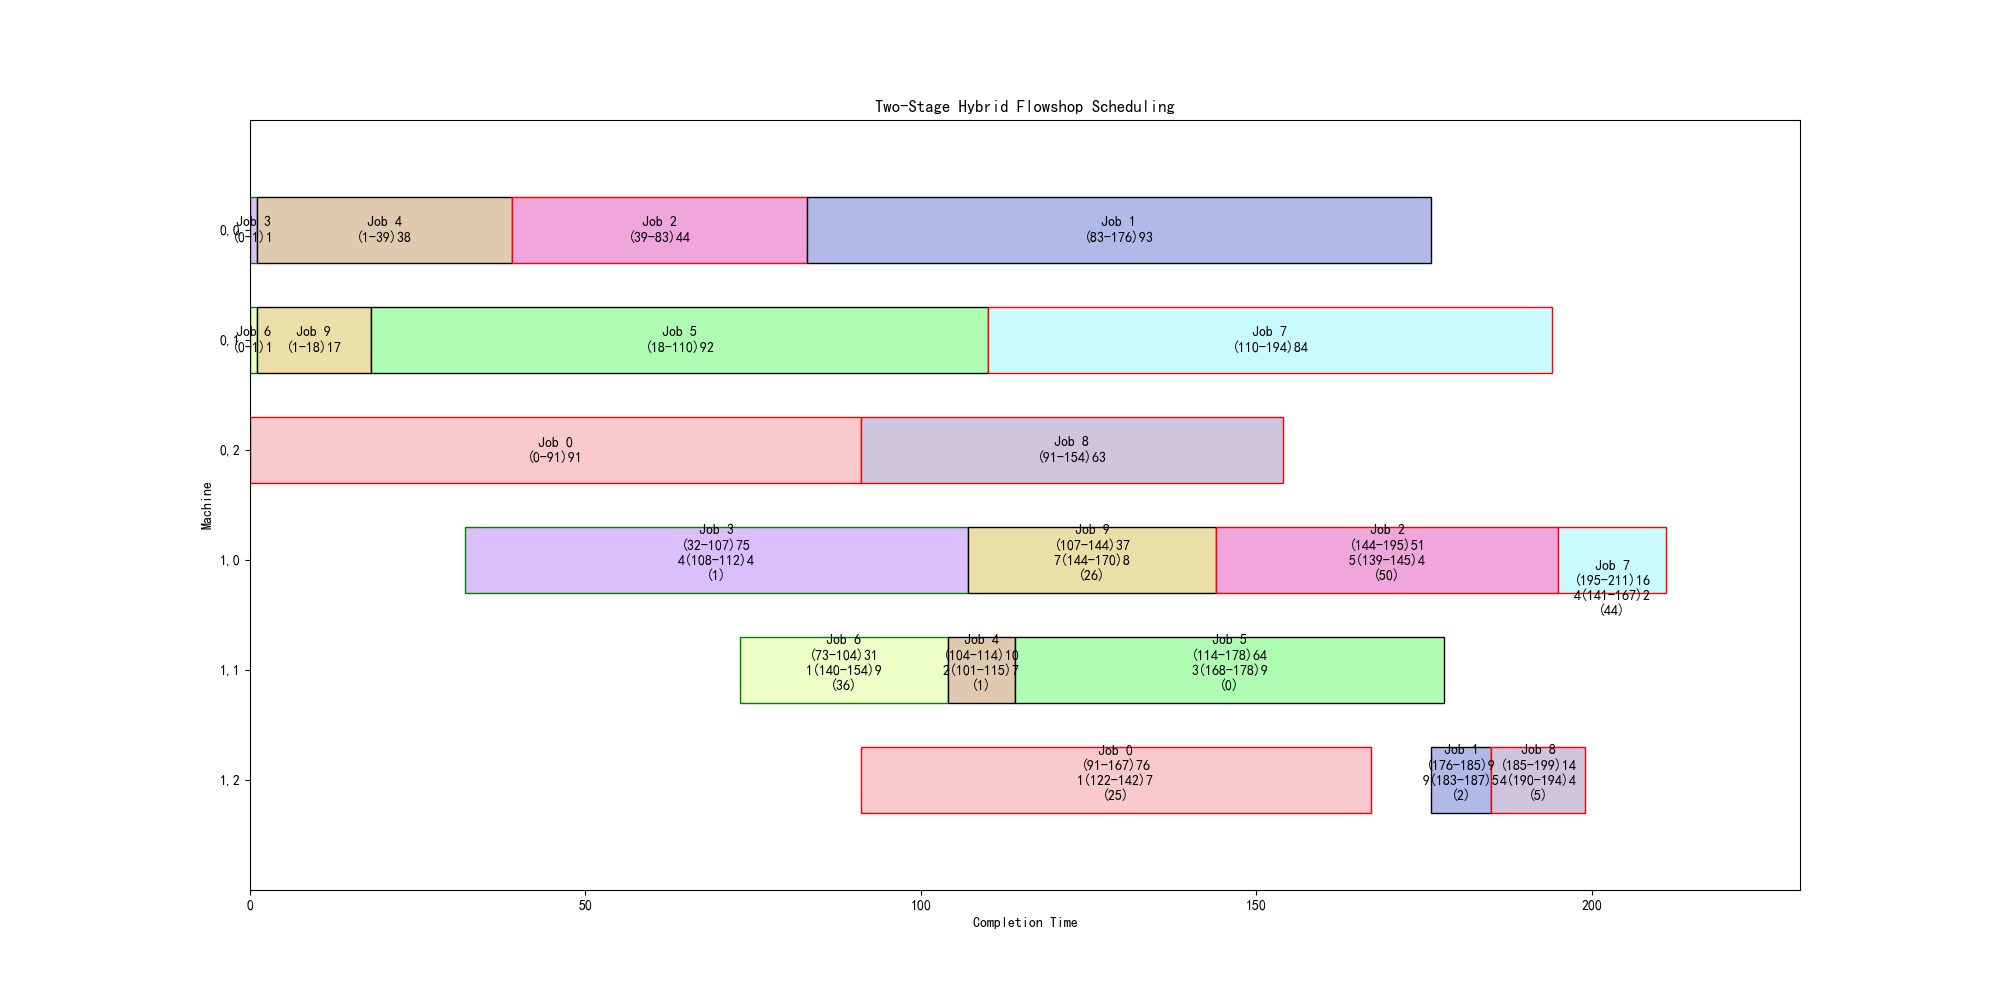 Two-Stage Hybrid Flowshop Scheduling
Machine
0,0
Job 3
(0-1)1
Job 4
(1-39)38
Job 2
(39-83)44
Job 1
(83-176)93
0,1
Job 6
(0-1)1
Job 9
(1-18)17
Job 5
(18-110)92
Job 7
(110-194)84
0,2
Job 0
(0-91)91
Job 8
(91-154)63
1,0
Job 3
(32-107)75
4(108-112)4
(1)
Job 9
(107-144)37
7(144-170)8
(26)
Job 2
(144-195)51
5(139-145)4
(50)
Job 7
(195-211)16
4(141-167)2
(44)
1,1
Job 6
(73-104)31
1(140-154)9
(36)
Job 4
(104-114)10
2(101-115)7
(1)
Job 5
(114-178)64
3(168-178)9
(0)
1,2
Job 0
(91-167)76
1(122-142)7
(25)
Job 1
(176-185)9
9(183-187)5
(2)
Job 8
(185-199)14
4(190-194)4
(5)
0
50
100
150
200
Completion Time